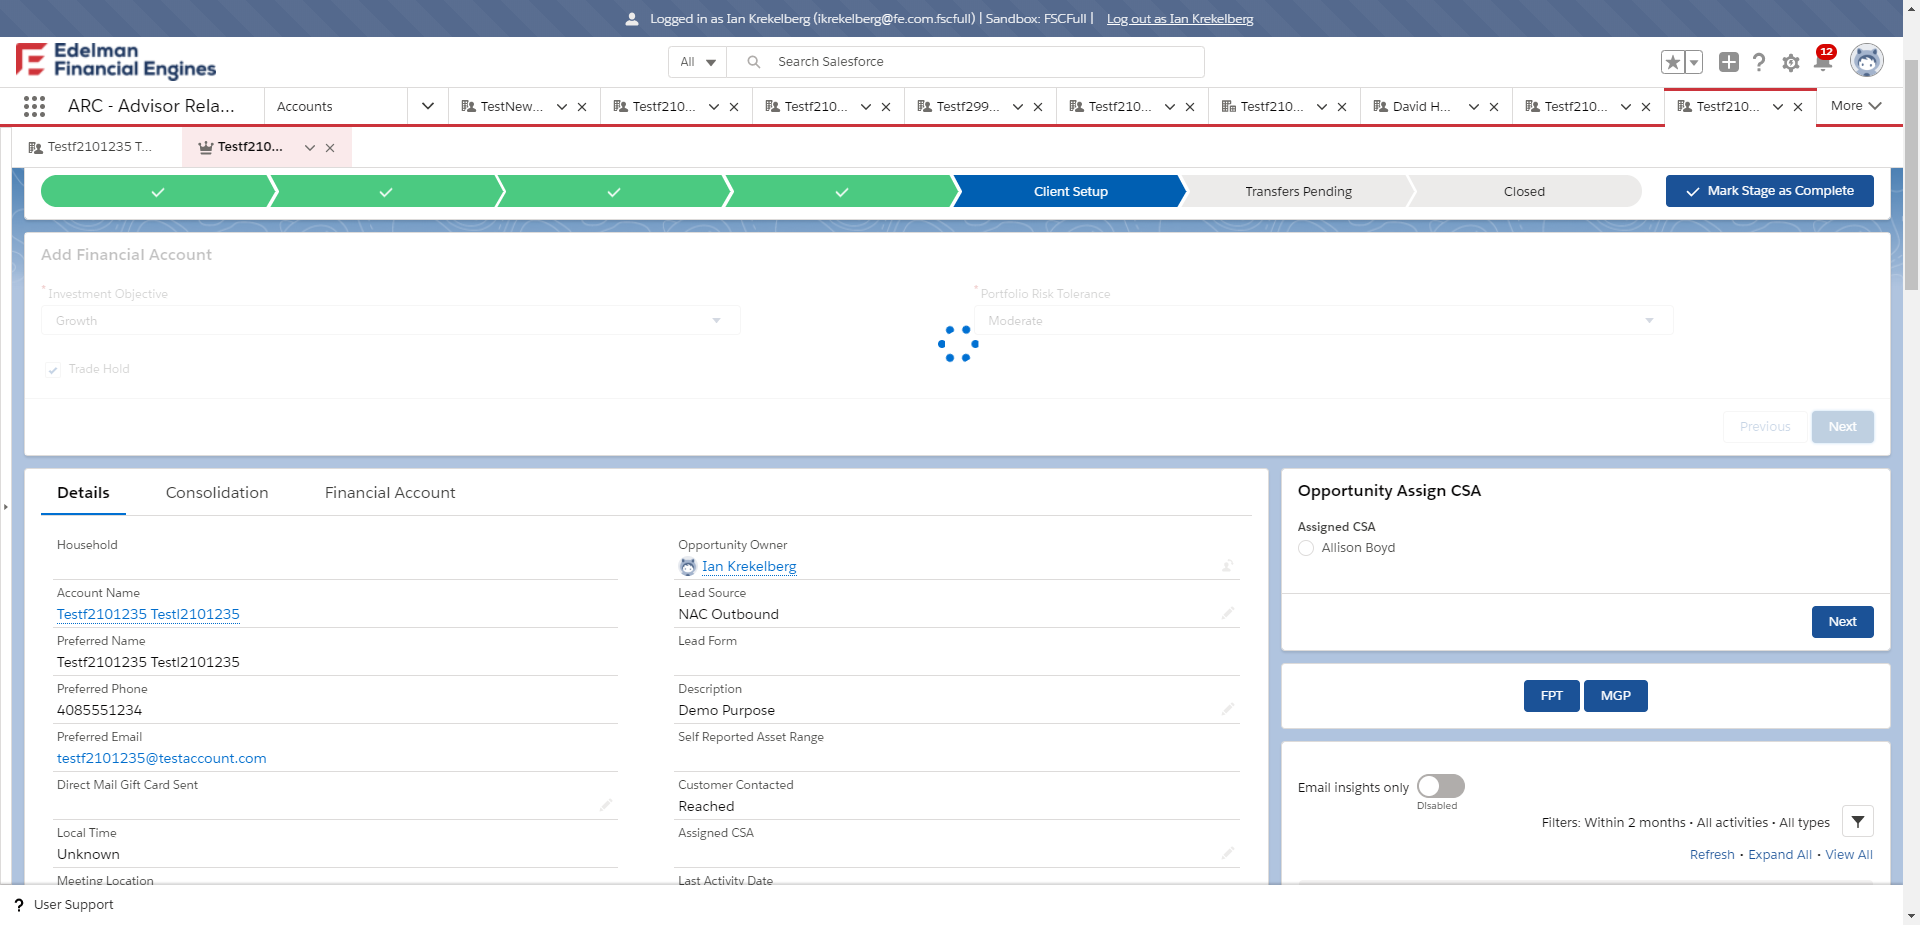 Logged in as Ian Krekelberg (ikrekelberg@fe.com.fscfull) | Sandbox: FSCFull | Log out as Ian Krekelberg
Edelman
Financial Engines
All
Search Salesforce
12
ARC - Advisor Rela...
Accounts
TestNew...
Testf210...
Testf210...
Testf299...
Testf210...
Testf210...
David H...
Testf210...
Testf210...
More
Testf2101235 T...
Testf210...
Client Setup
Transfers Pending
Closed
Mark Stage as Complete
Add Financial Account
*Investment Objective
*Portfolio Risk Tolerance
Growth
Moderate
Trade Hold
Previous
Next
Details
Consolidation
Financial Account
Household
Account Name
Testf2101235 Testl2101235
Preferred Name
Testf2101235 Testl2101235
Preferred Phone
4085551234
Preferred Email
testf2101235@testaccount.com
Direct Mail Gift Card Sent
Local Time
Unknown
Meeting Location
Opportunity Owner
Ian Krekelberg
Lead Source
NAC Outbound
Lead Form
Description
Demo Purpose
Self Reported Asset Range
Customer Contacted
Reached
Assigned CSA
Last Activity Date
Opportunity Assign CSA
Assigned CSA
Allison Boyd
Next
FPT
MGP
Email insights only
Disabled
Filters: Within 2 months • All activities • All types
Refresh • Expand All • View All
? User Support